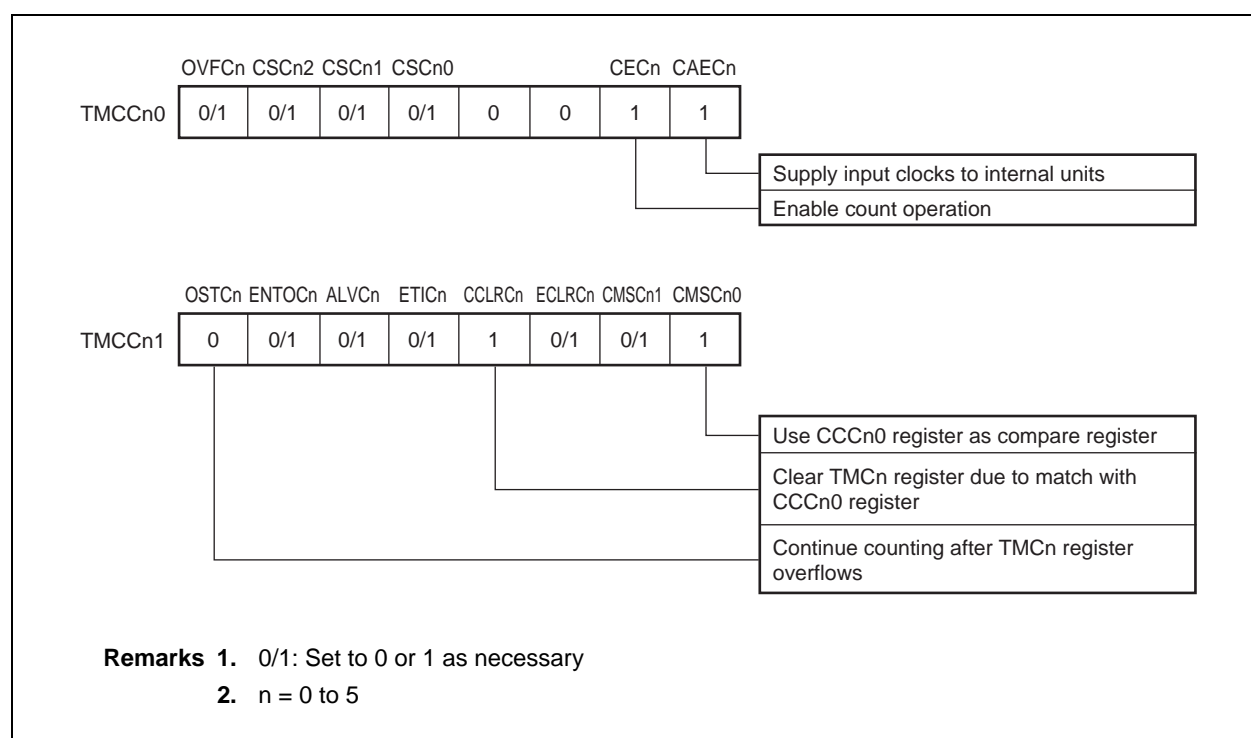 OVFCn CSCn2 CSCn1 CSCn0 CECn CAECn
TMCCn0 0/1 0/1 0/1 0/1 0 0 1 1
Supply input clocks to internal units
Enable count operation
OSTCn ENTOCn ALVCn ETICn CCLRCn ECLRCn CMSCn1 CMSCn0
TMCCn1 0 0/1 0/1 0/1 1 0/1 0/1 1
Use CCCn0 register as compare register
Clear TMCn register due to match with
CCCn0 register
Continue counting after TMCn register
overflows
Remarks 1. 0/1: Set to 0 or 1 as necessary
2. n = 0 to 5